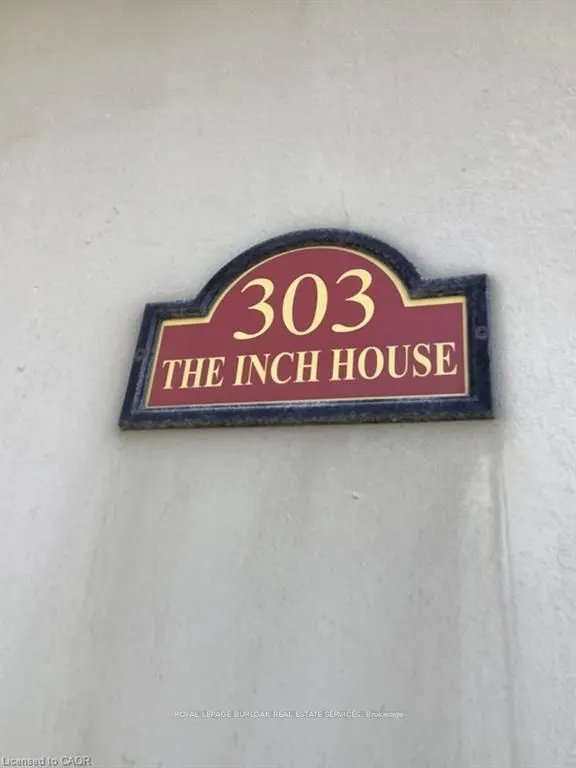 303
THE INCH HOUSE
ROYAL LEPAGE BURLOAK REAL ESTATE SERVICES, Brokerage
Licensed to CAOR